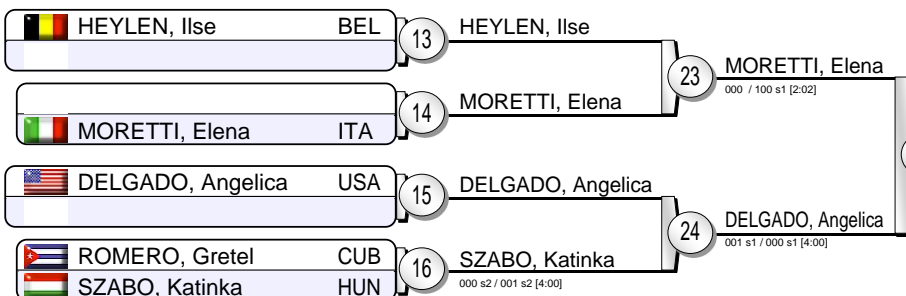 HEYLEN, Ilse BEL
13
HEYLEN, Ilse
MORETTI, Elena ITA
14
MORETTI, Elena
23
MORETTI, Elena
000 / 100 s1 [2:02]
DELGADO, Angelica USA
15
DELGADO, Angelica
ROMERO, Gretel CUB
SZABO, Katinka HUN
16
SZABO, Katinka
000 s2 / 001 s2 [4:00]
24
DELGADO, Angelica
001 s1 / 000 s1 [4:00]